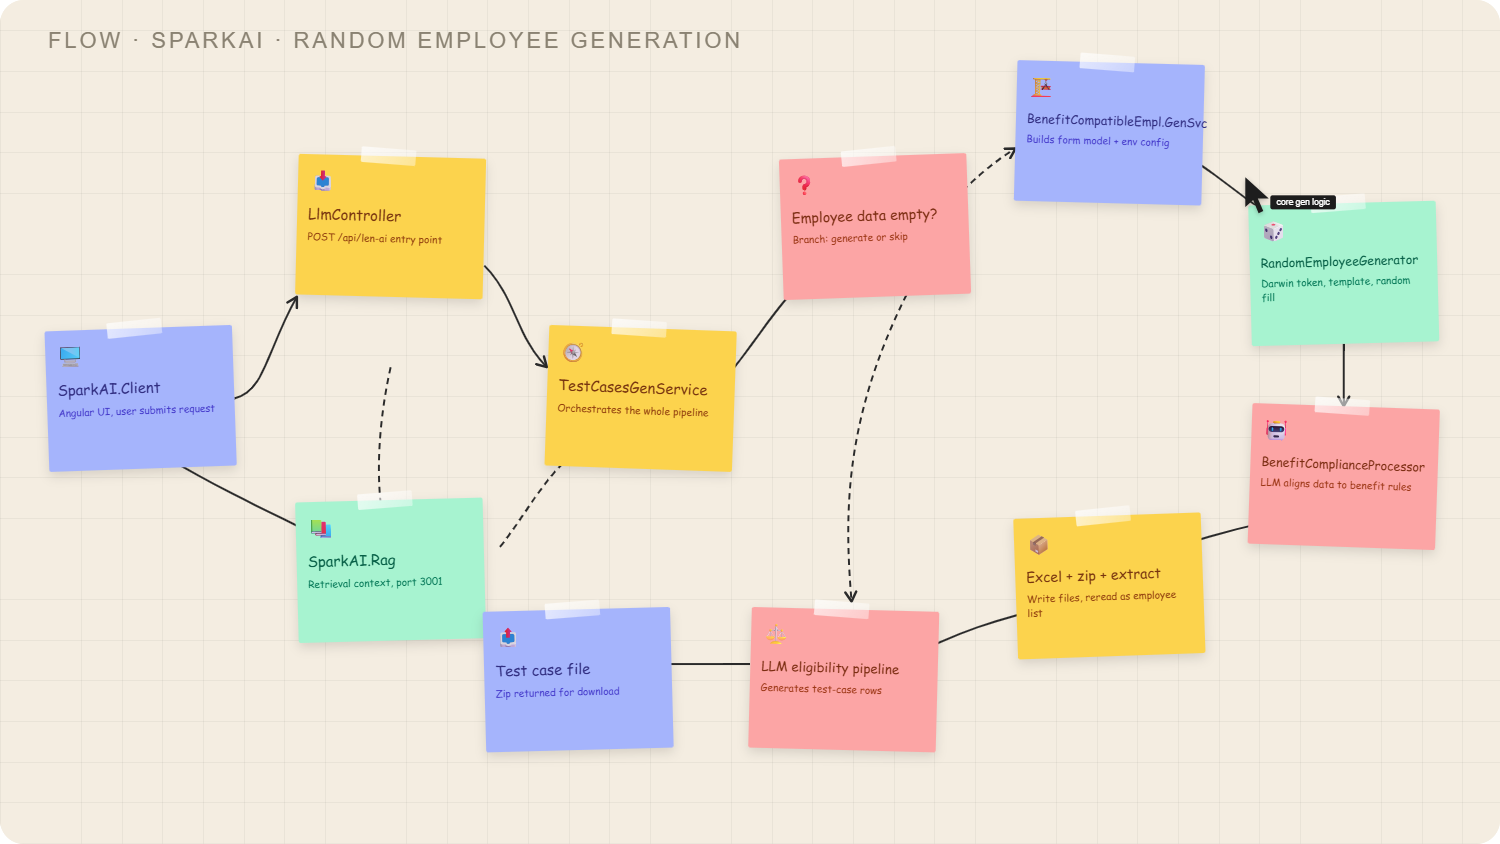 FLOW · SPARKAI · RANDOM EMPLOYEE GENERATION
BenefitCompatibleEmpl.GenSvc
Builds form model + env config
LlmController
POST /api/len-ai entry point
Employee data empty?
Branch: generate or skip
core gen logic
RandomEmployeeGenerator
Darwin token, template, random
fill
SparkAI.Client
Angular UI, user submits request
TestCasesGenService
Orchestrates the whole pipeline
BenefitComplianceProcessor
LLM aligns data to benefit rules
SparkAI.Rag
Retrieval context, port 3001
Excel + zip + extract
Write files, reread as employee
list
Test case file
Zip returned for download
LLM eligibility pipeline
Generates test-case rows